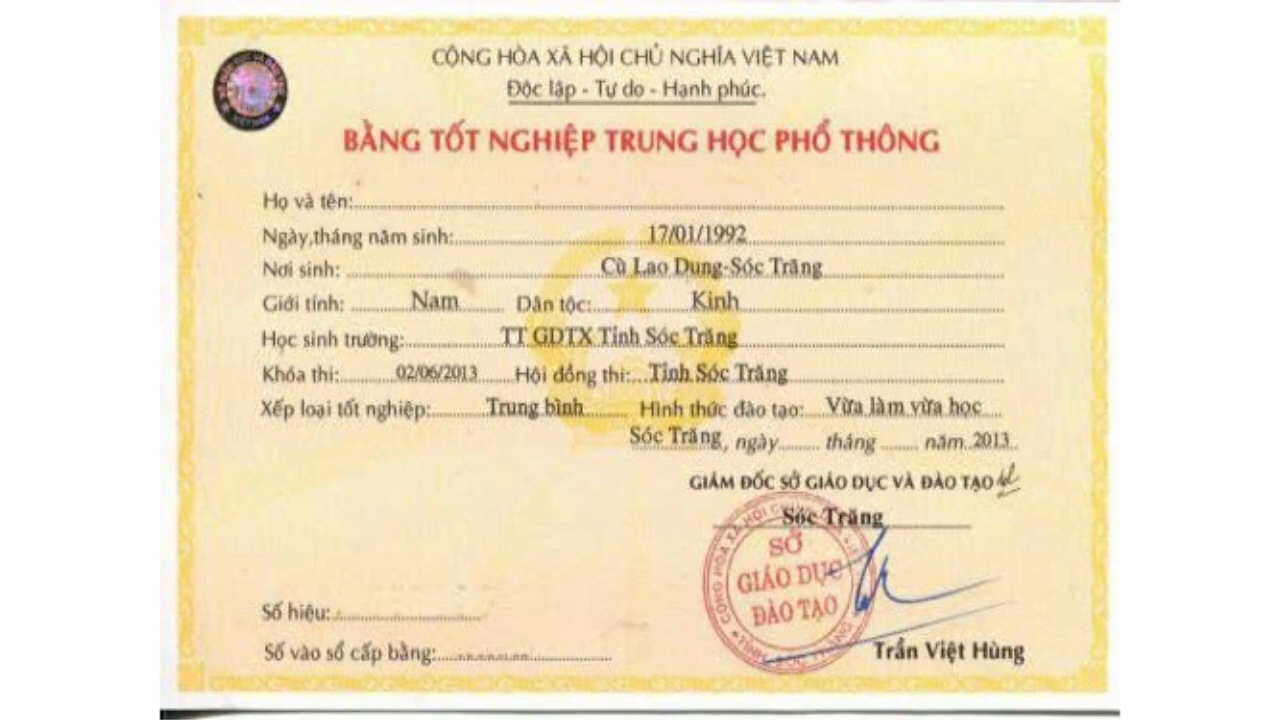 CỘNG HÒA XÃ HỘI CHỦ NGHĨA VIỆT NAM
Độc lập - Tự do - Hạnh phúc.
BẰNG TỐT NGHIỆP TRUNG HỌC PHỔ THÔNG
Họ và tên:
Ngày,tháng năm sinh: 17/01/1992
Nơi sinh: Cù Lao Dung-Sóc Trăng
Giới tính: Nam Dân tộc: Kinh
Học sinh trường: TT GDTX Tỉnh Sóc Trăng
Khóa thi: 02/06/2013 Hội đồng thi: Tỉnh Sóc Trăng
Xếp loại tốt nghiệp: Trung bình Hình thức đào tạo: Vừa làm vừa học
Sóc Trăng, ngày tháng năm 2013
GIÁM ĐỐC SỞ GIÁO DỤC VÀ ĐÀO TẠO
Sóc Trăng
SỞ
GIÁO DỤC
ĐÀO TẠO
TỈNH SÓC TRĂNG
Số hiệu:
Số vào sổ cấp bằng:
Trần Việt Hùng